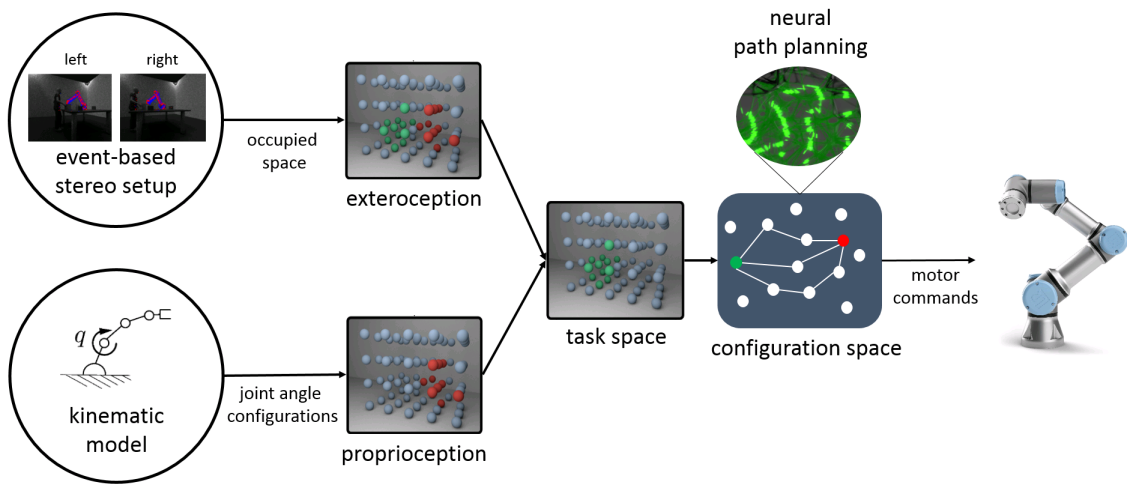 neural
path planning
left
right
event-based
stereo setup
occupied
space
exteroception
task space
configuration space
motor
commands
q
kinematic
model
joint angle
configurations
proprioception